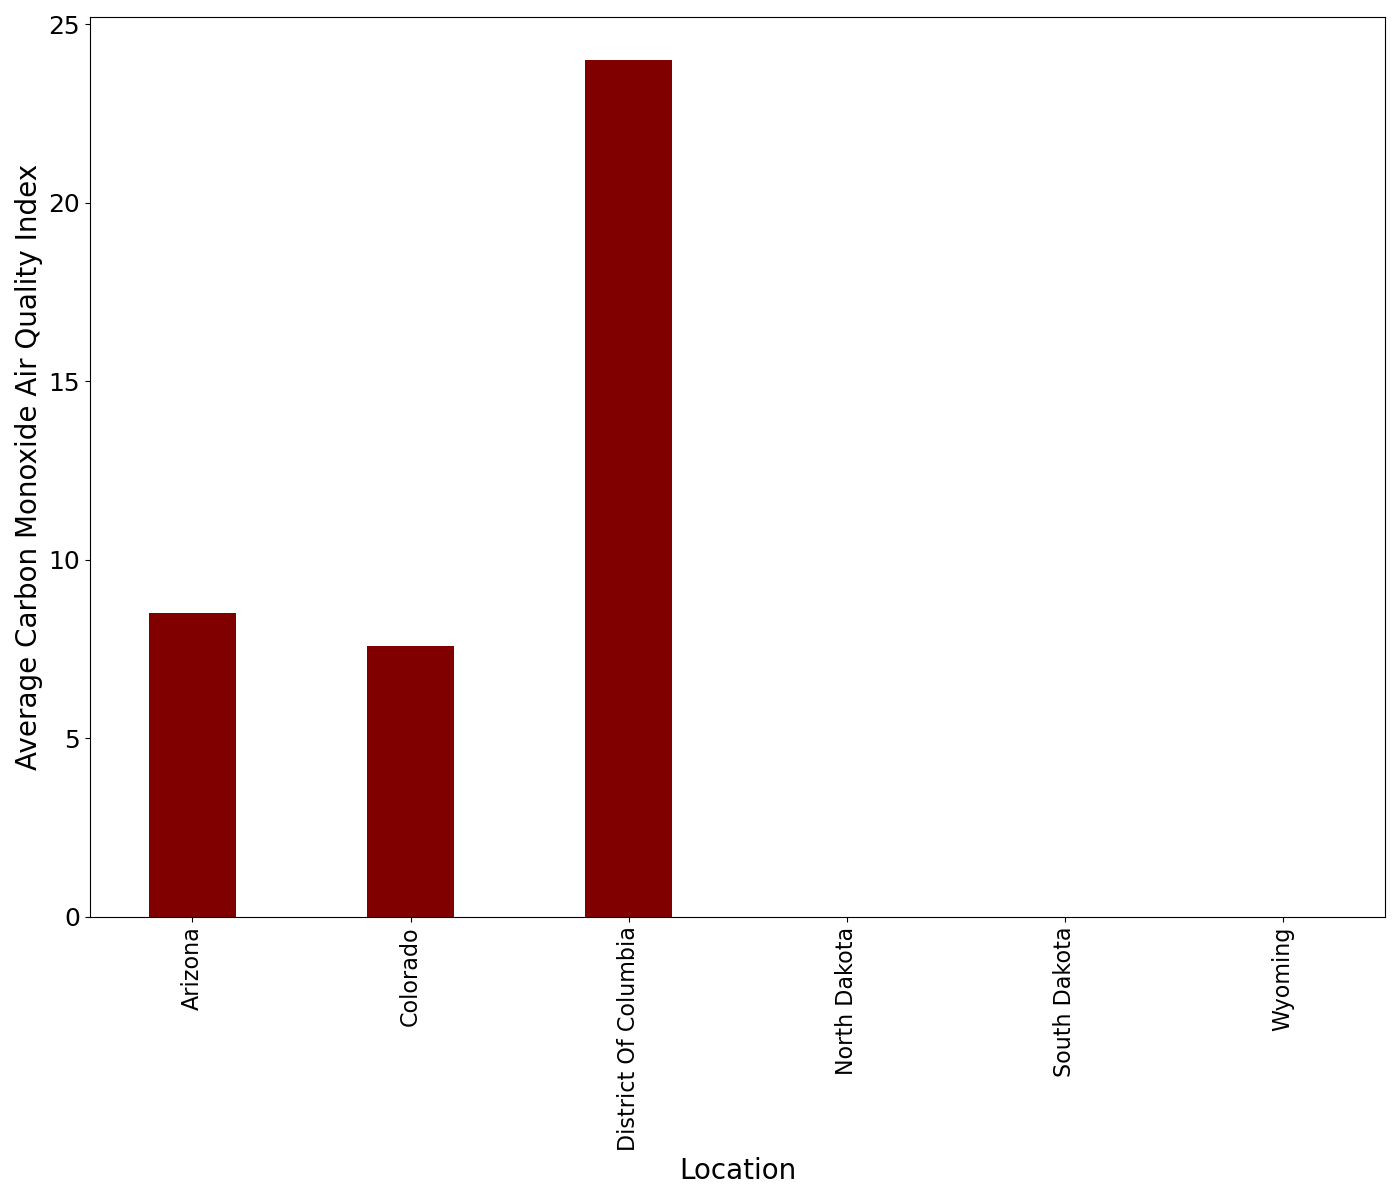 Average Carbon Monoxide Air Quality Index
25
20
15
10
5
0
Arizona
Colorado
District Of Columbia
North Dakota
South Dakota
Wyoming
Location